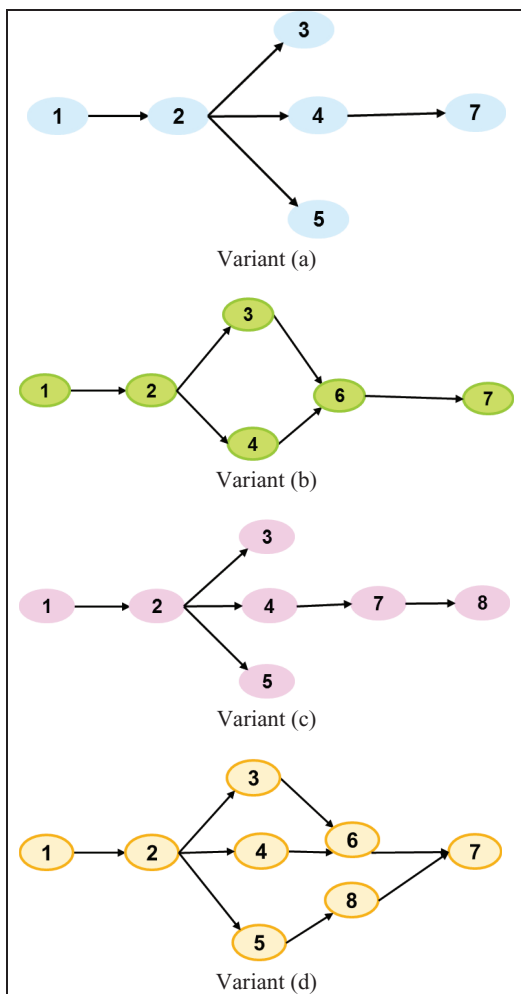 3
1 2 4 7
5
Variant (a)
3
1 2 6 7
4
Variant (b)
3
1 2 4 7 8
5
Variant (c)
3
1 2 4 6 7
5 8
Variant (d)